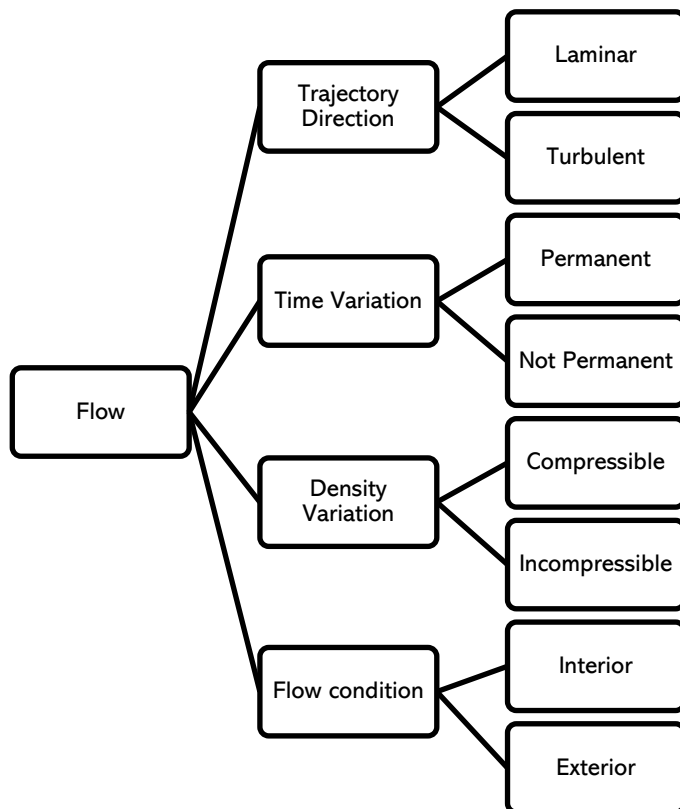 Flow
Trajectory
Direction
Laminar
Turbulent
Time Variation
Permanent
Not Permanent
Density
Variation
Compressible
Incompressible
Flow condition
Interior
Exterior